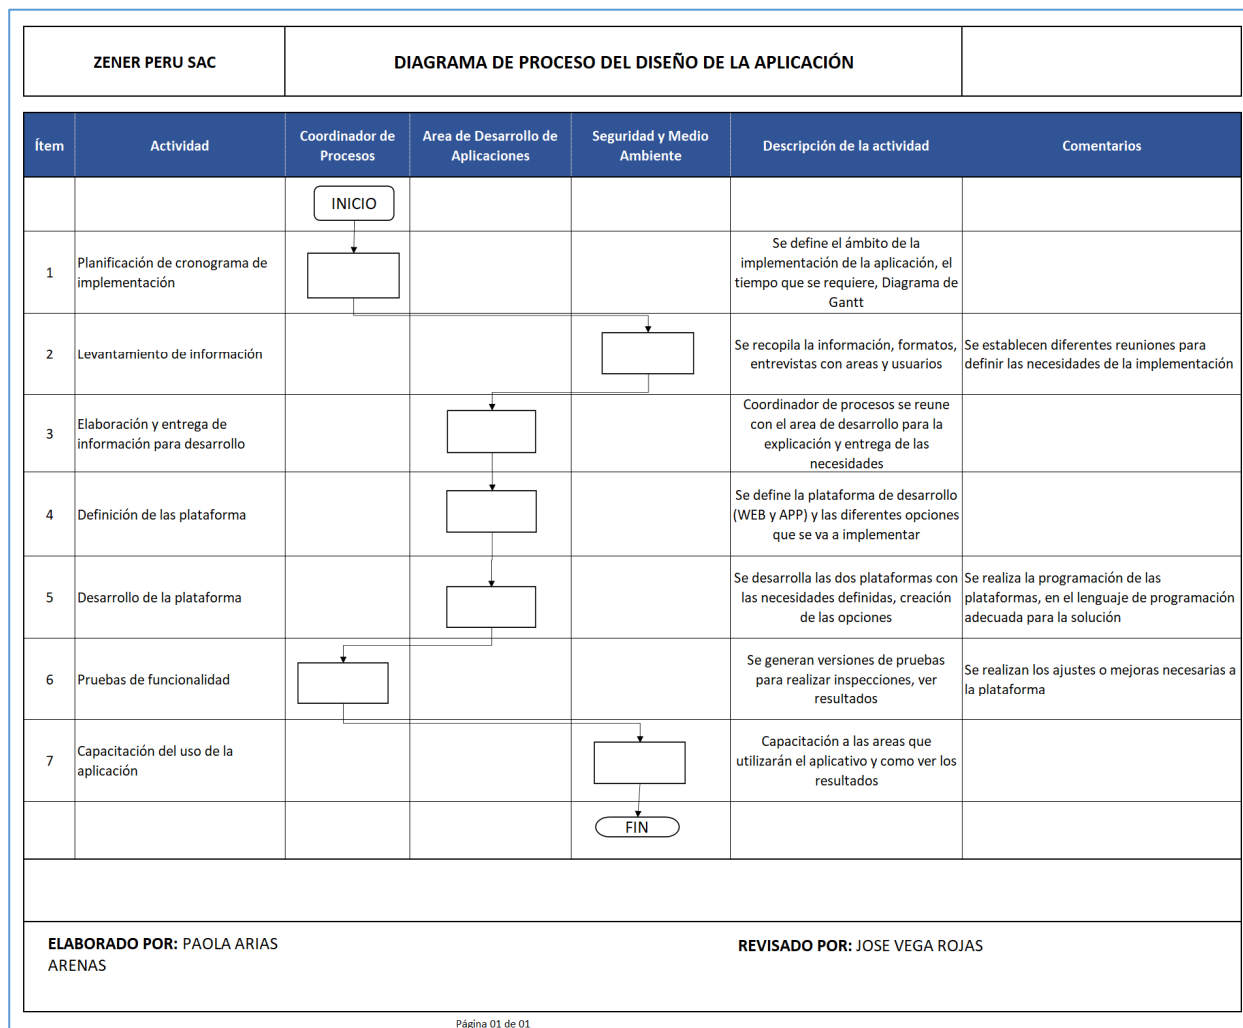 ZENER PERU SAC
DIAGRAMA DE PROCESO DEL DISEÑO DE LA APLICACIÓN
Ítem
Actividad
Coordinador de
Procesos
Area de Desarrollo de
Aplicaciones
Seguridad y Medio
Ambiente
Descripción de la actividad
Comentarios
INICIO
1
Planificación de cronograma de
implementación
Se define el ámbito de la
implementación de la aplicación, el
tiempo que se requiere, Diagrama de
Gantt
2
Levantamiento de información
Se recopila la información, formatos,
entrevistas con areas y usuarios
Se establecen diferentes reuniones para
definir las necesidades de la implementación
3
Elaboración y entrega de
información para desarrollo
Coordinador de procesos se reune
con el area de desarrollo para la
explicación y entrega de las
necesidades
4
Definición de las plataforma
Se define la plataforma de desarrollo
(WEB y APP) y las diferentes opciones
que se va a implementar
5
Desarrollo de la plataforma
Se desarrolla las dos plataformas con
las necesidades definidas, creación
de las opciones
Se realiza la programación de las
plataformas, en el lenguaje de programación
adecuada para la solución
6
Pruebas de funcionalidad
Se generan versiones de pruebas
para realizar inspecciones, ver
resultados
Se realizan los ajustes o mejoras necesarias a
la plataforma
7
Capacitación del uso de la
aplicación
Capacitación a las areas que
utilizarán el aplicativo y como ver los
resultados
FIN
ELABORADO POR: PAOLA ARIAS
ARENAS
REVISADO POR: JOSE VEGA ROJAS
Página 01 de 01